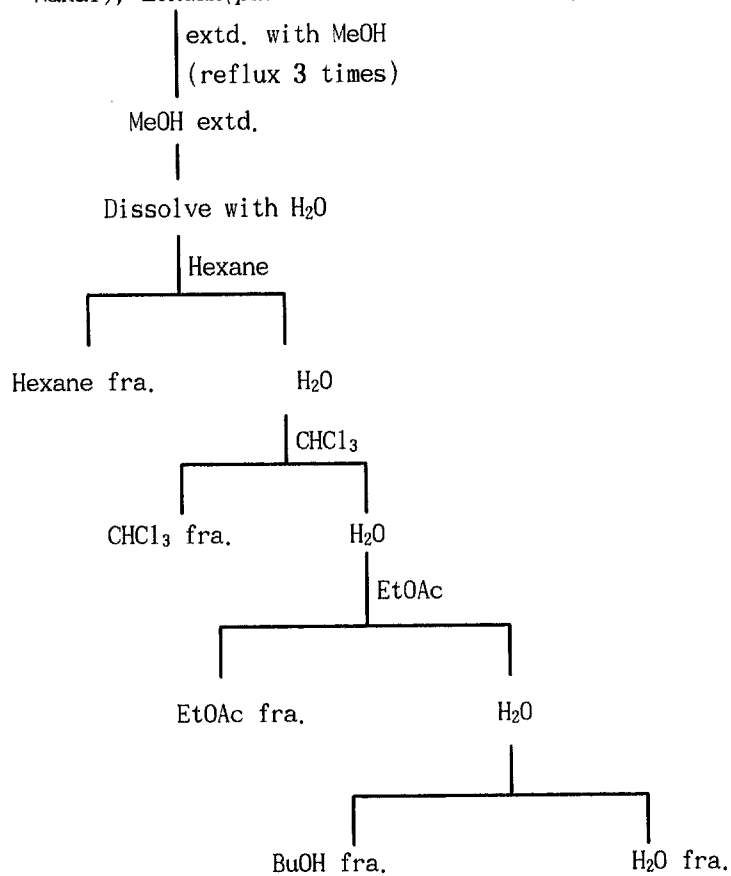 extd. with MeOH
(reflux 3 times)
MeOH extd.
Dissolve with H₂O
Hexane
Hexane fra. H₂O
CHCl₃
CHCl₃ fra. H₂O
EtOAc
EtOAc fra. H₂O
BuOH fra. H₂O fra.